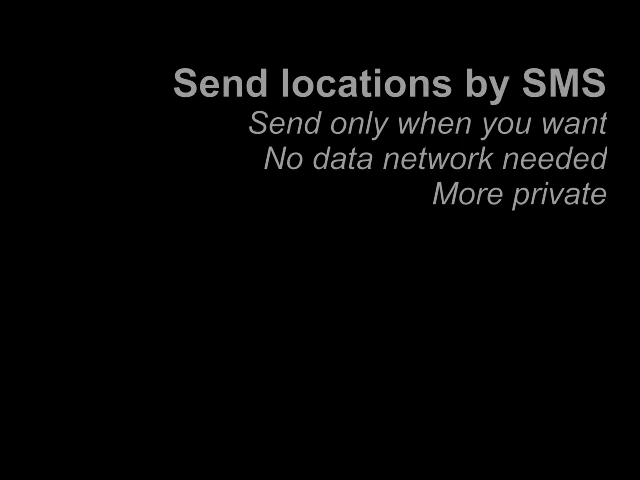 Send locations by SMS
Send only when you want
No data network needed
More private